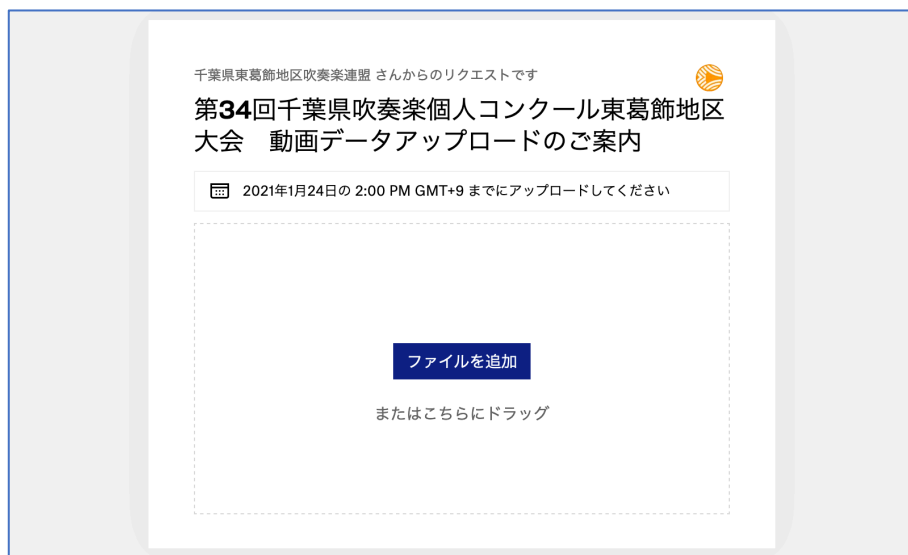 千葉県東葛飾地区吹奏楽連盟 さんからのリクエストです
第34回千葉県吹奏楽個人コンクール東葛飾地区
大会　動画データアップロードのご案内
2021年1月24日の 2:00 PM GMT+9 までにアップロードしてください
ファイルを追加
またはこちらにドラッグ